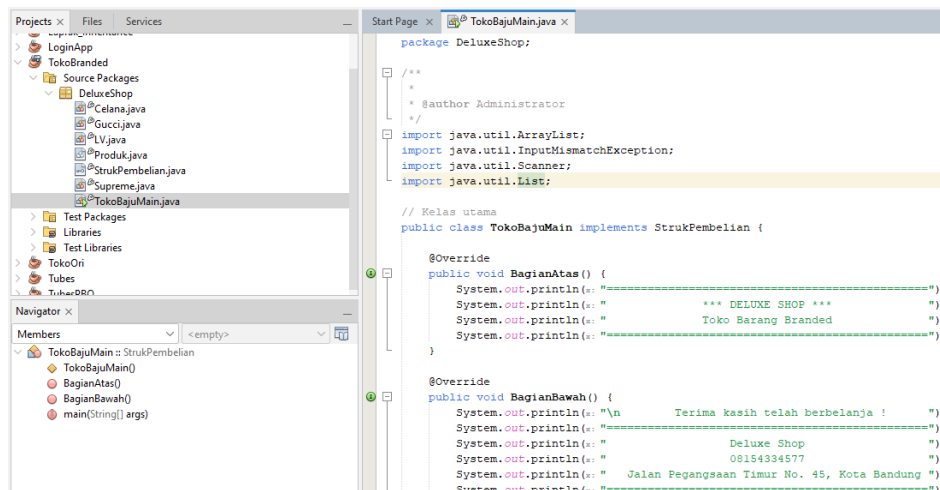 Projects × Files Services
Laprak_Inheritance
LoginApp
TokoBranded
Source Packages
DeluxeShop
Celana.java
Gucci.java
LV.java
Produk.java
StrukPembelian.java
Supreme.java
TokoBajuMain.java
Test Packages
Libraries
Test Libraries
TokoOri
Tubes
TubesPBO
Navigator ×
Members <empty>
TokoBajuMain :: StrukPembelian
TokoBajuMain()
BagianAtas()
BagianBawah()
main(String[] args)
Start Page × TokoBajuMain.java ×
package DeluxeShop;
/**
*
* @author Administrator
*/
import java.util.ArrayList;
import java.util.InputMismatchException;
import java.util.Scanner;
import java.util.List;
// Kelas utama
public class TokoBajuMain implements StrukPembelian {
@Override
public void BagianAtas() {
System.out.println(x: "==============================================")
System.out.println(x: " *** DELUXE SHOP *** ")
System.out.println(x: " Toko Barang Branded ")
System.out.println(x: "==============================================")
}
@Override
public void BagianBawah() {
System.out.println(x: "\n Terima kasih telah berbelanja ! ")
System.out.println(x: "==============================================")
System.out.println(x: " Deluxe Shop ")
System.out.println(x: " 08154334577 ")
System.out.println(x: " Jalan Pegangsaan Timur No. 45, Kota Bandung ")
System.out.println(x: "==============================================")